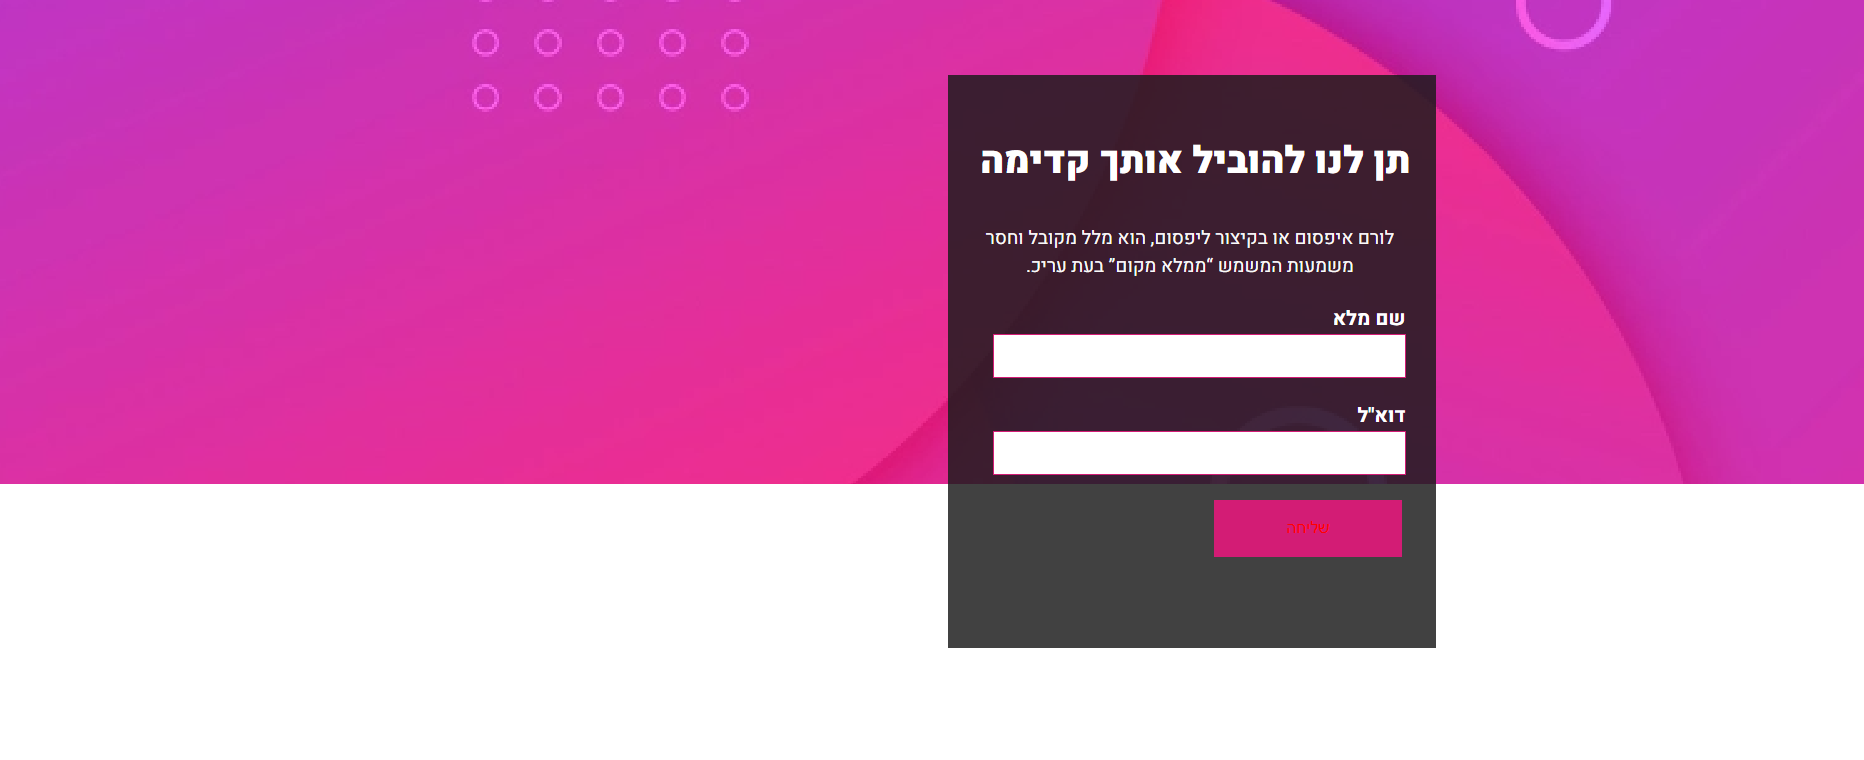 תן לנו להוביל אותך קדימה
לורם איפסום או בקיצור ליפסום, הוא מלל מקובל וחסר
משמעות המשמש “ממלא מקום” בעת עריכ.
שם מלא
דוא"ל
שליחה